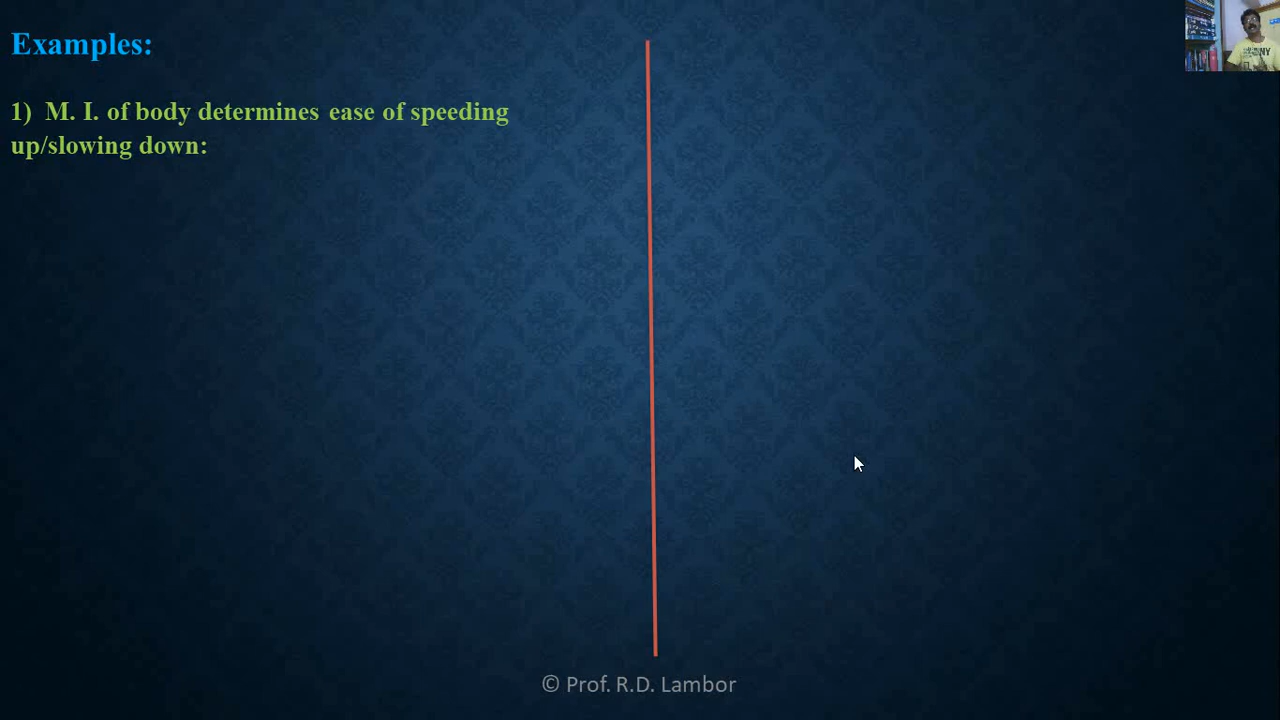 Examples:
1) M. I. of body determines ease of speeding
up/slowing down:
© Prof. R.D. Lambor